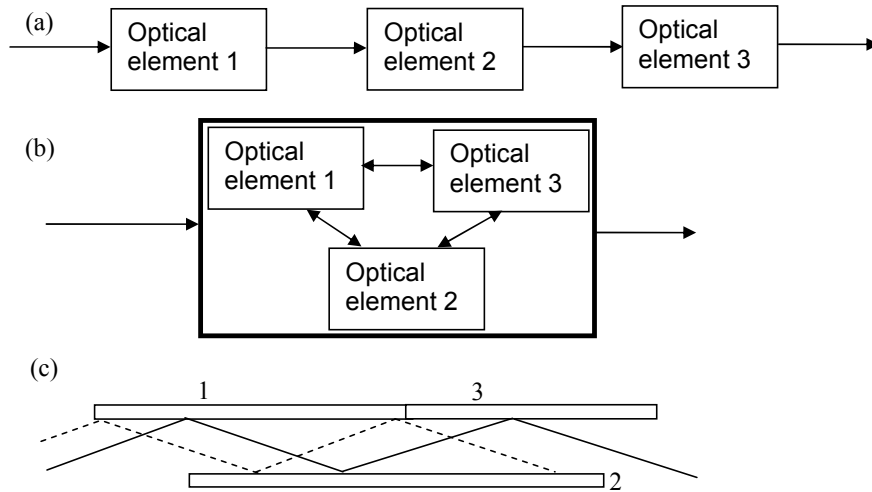 (a)
Optical
element 1
Optical
element 2
Optical
element 3
(b)
Optical
element 1
Optical
element 3
Optical
element 2
(c)
1
3
2